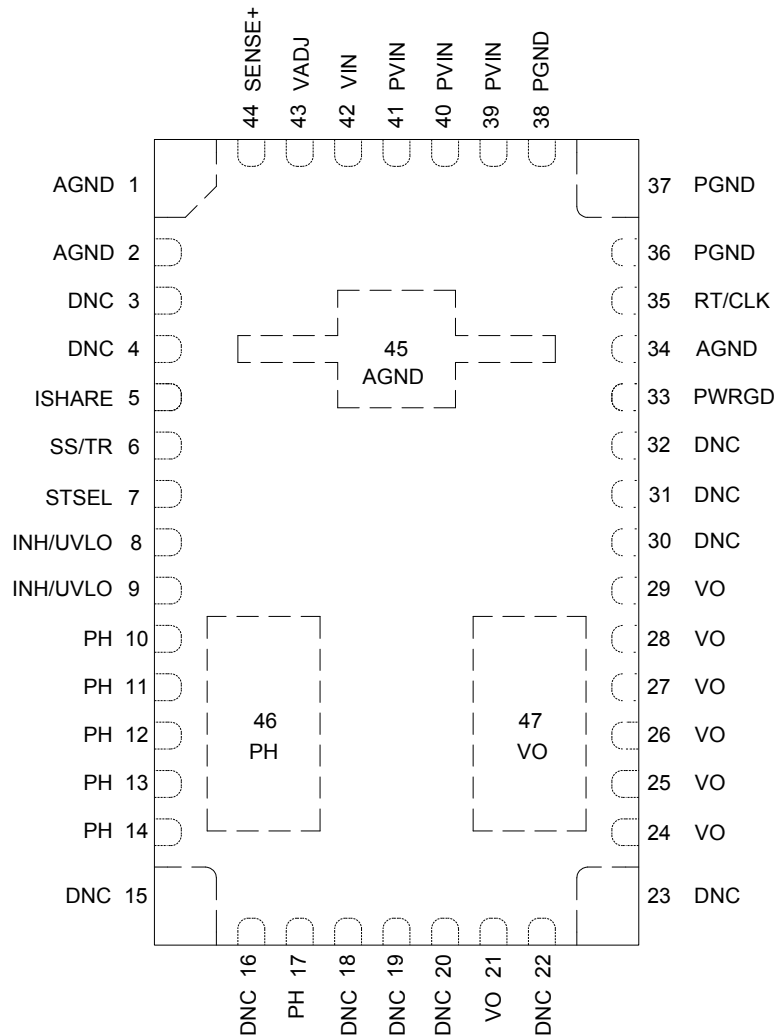 44 SENSE+
43 VADJ
42 VIN
41 PVIN
40 PVIN
39 PVIN
38 PGND
AGND 1
AGND 2
DNC 3
DNC 4
ISHARE 5
SS/TR 6
STSEL 7
INH/UVLO 8
INH/UVLO 9
PH 10
PH 11
PH 12
PH 13
PH 14
DNC 15
45
AGND
46
PH
47
VO
37 PGND
36 PGND
35 RT/CLK
34 AGND
33 PWRGD
32 DNC
31 DNC
30 DNC
29 VO
28 VO
27 VO
26 VO
25 VO
24 VO
23 DNC
DNC 16
PH 17
DNC 18
DNC 19
DNC 20
VO 21
DNC 22